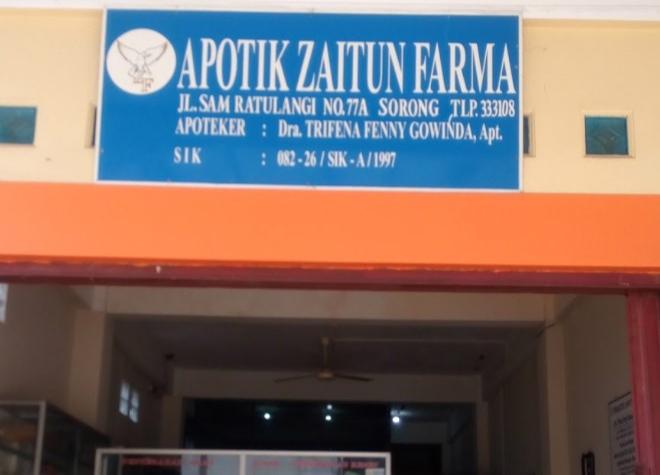 APOTIK ZAITUN FARMA
JL. SAM RATULANGI NO. 77A SORONG TLP. 333108
APOTEKER : Dra. TRIFENA FENNY GOWINDA, Apt.
SIK : 082 - 26 / SIK - A / 1997